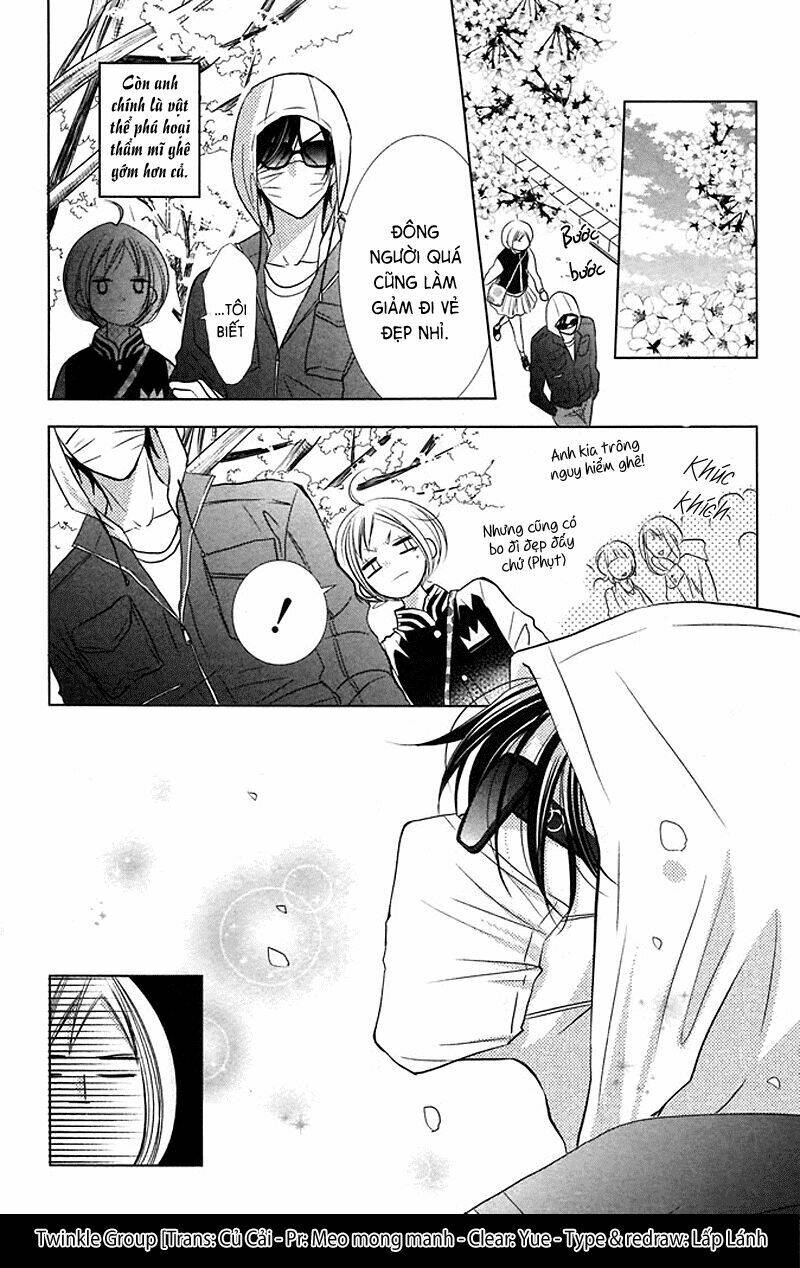 Bước
bước
ĐÔNG
NGƯỜI QUÁ
CŨNG LÀM
GIẢM ĐI VẺ
ĐẸP NHỈ.
...TÔI
BIẾT
Còn anh
chính là vật
thể phá hoại
thẩm mĩ ghê
gớm hơn cả.
Khúc
khích
Anh kia trông
nguy hiểm ghê!
Nhưng cũng có
bo đì đẹp đấy
chứ (Phụt)
!
Twinkle Group [Trans: Củ Cải - Pr: Meo mong manh - Clear: Yue - Type & redraw: Lấp Lánh